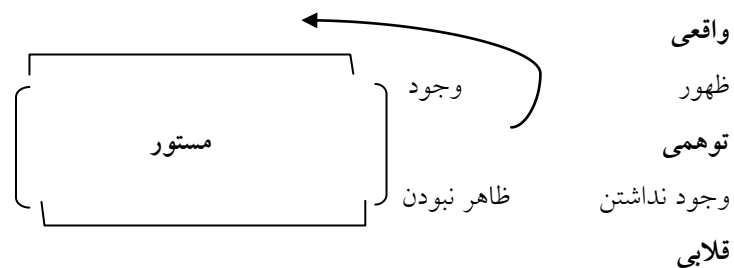 واقعی
ظهور وجود
توهمی مستور
وجود نداشتن ظاهر نبودن
قلابی